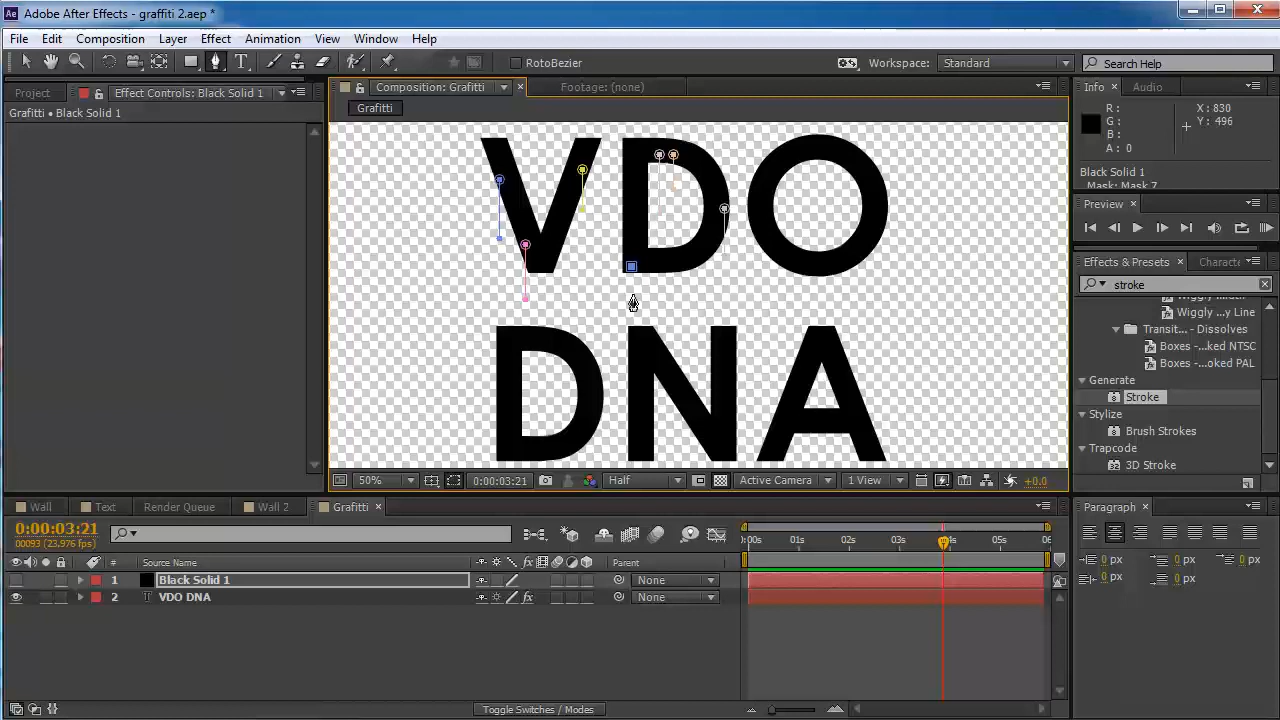 Adobe After Effects - graffiti 2.aep *
File Edit Composition Layer Effect Animation View Window Help
RotoBezier Workspace: Standard Search Help
Project Effect Controls: Black Solid 1 Composition: Grafitti Footage: (none) Info Audio
Grafitti • Black Solid 1
Grafitti
R : X : 830
G : Y : 496
B :
A : 0
Black Solid 1
Mask: Mask 7
Preview
Effects & Presets
stroke
Wiggly ...y Line
Transit... - Dissolves
Boxes -...ked NTSC
Boxes -...oked PAL
Generate
Stroke
Stylize
Brush Strokes
Trapcode
3D Stroke
VDO
DNA
50% 0:00:03:21 Half Active Camera 1 View +0.0
Wall Text Render Queue Wall 2 Grafitti
Paragraph
0:00:03:21
00093 (23.976 fps)
:00s 01s 02s 03s 05s
# Source Name fx Parent
1 Black Solid 1 None
2 T VDO DNA fx None
0 px 0 px 0 px
0 px 0 px
Toggle Switches / Modes